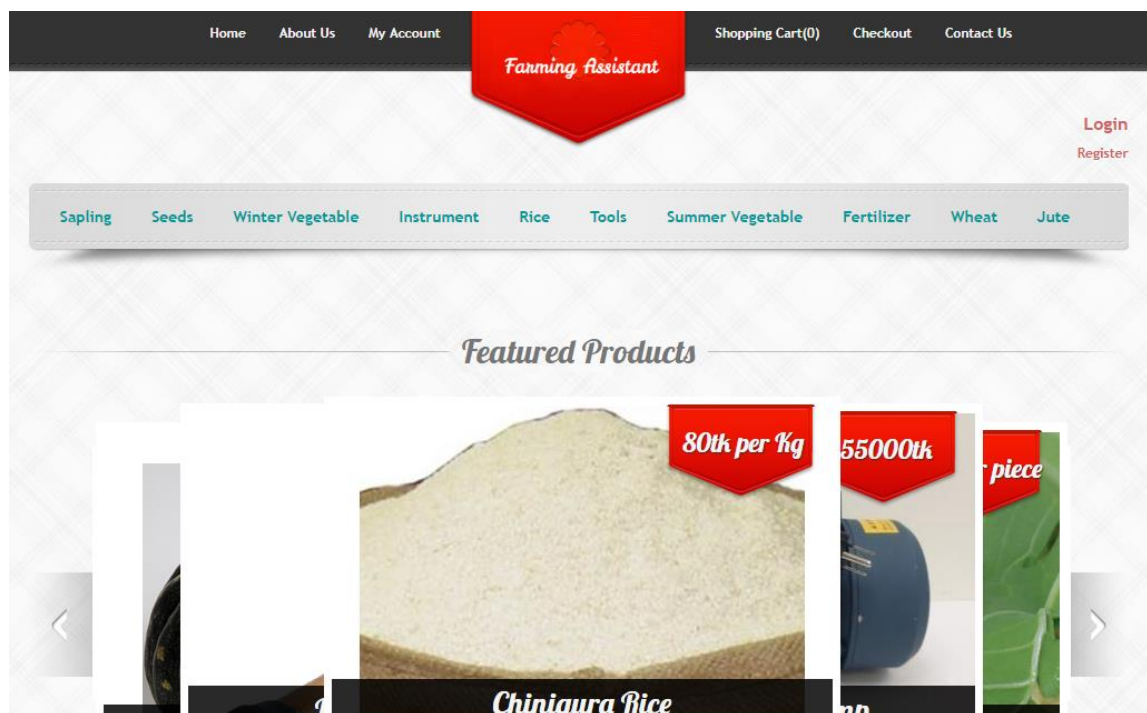 Home About Us My Account
Farming Assistant
Shopping Cart(0) Checkout Contact Us
Login
Register
Sapling Seeds Winter Vegetable Instrument Rice Tools Summer Vegetable Fertilizer Wheat Jute
Featured Products
80tk per Kg
55000tk
piece
Chinigura Rice